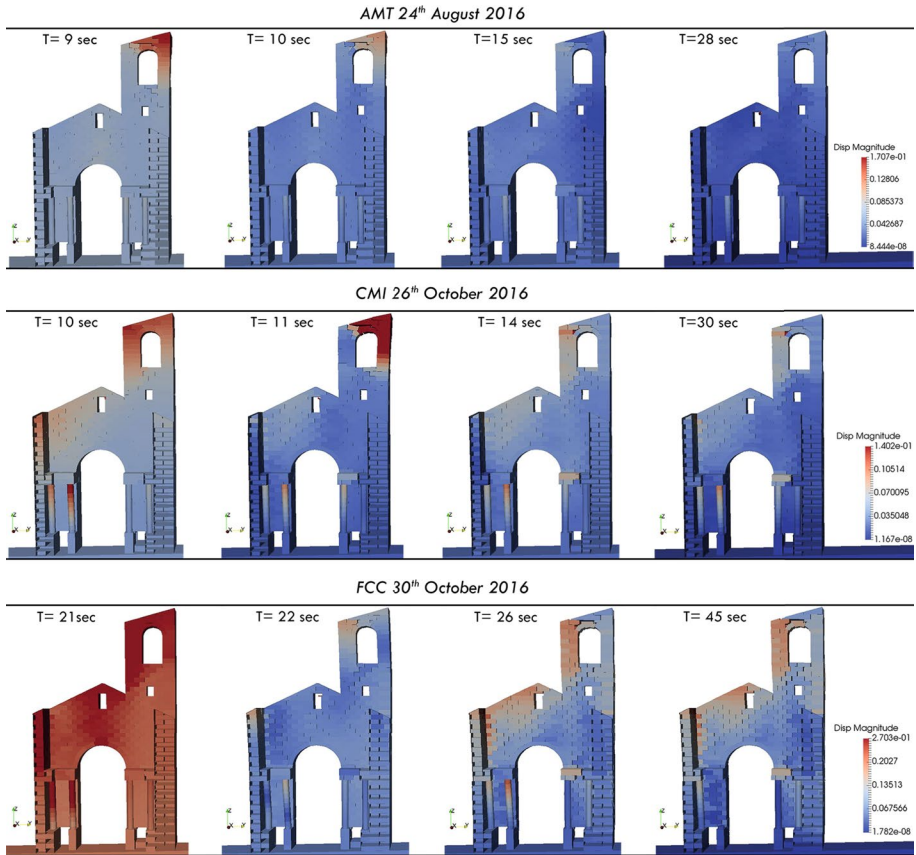 AMT 24th August 2016
T= 9 sec
T= 10 sec
T=15 sec
T=28 sec
Disp Magnitude
1.707e-01
0.12806
0.085373
0.042687
8.444e-08
CMI 26th October 2016
T= 10 sec
T= 11 sec
T= 14 sec
T=30 sec
Disp Magnitude
1.402e-01
0.10514
0.070095
0.035048
1.167e-08
FCC 30th October 2016
T= 21sec
T= 22 sec
T= 26 sec
T= 45 sec
Disp Magnitude
2.703e-01
0.2027
0.13513
0.067566
1.782e-08